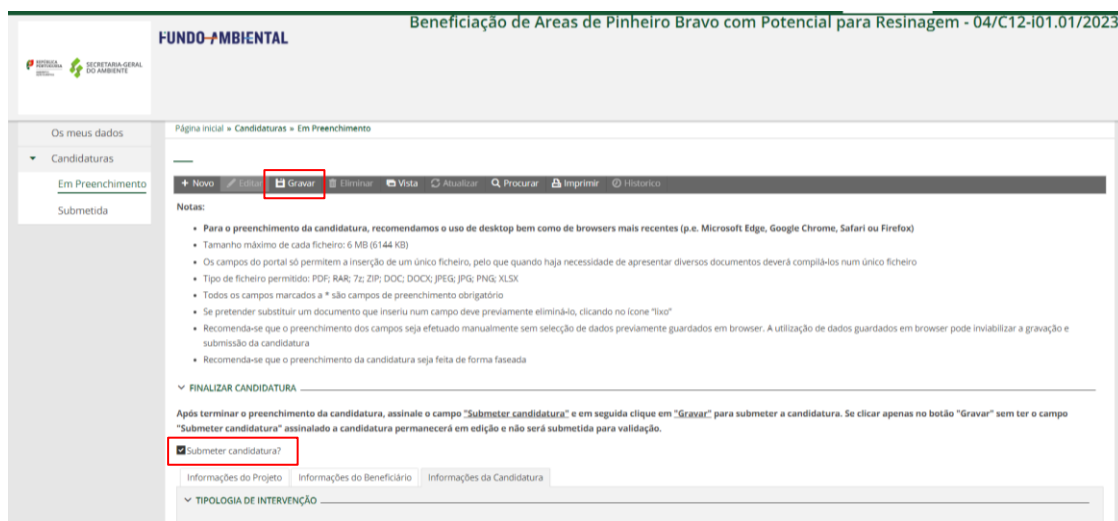 Beneficiação de Areas de Pinheiro Bravo com Potencial para Resinagem - 04/C12-i01.01/2023
FUNDO AMBIENTAL
REPÚBLICA
PORTUGUESA
SECRETARIA-GERAL
DO AMBIENTE
Os meus dados
Candidaturas
Em Preenchimento
Submetida
Página inicial » Candidaturas » Em Preenchimento
+ Novo Editar Gravar Eliminar Vista Atualizar Procurar Imprimir Historico
Notas:
• Para o preenchimento da candidatura, recomendamos o uso de desktop bem como de browsers mais recentes (p.e. Microsoft Edge, Google Chrome, Safari ou Firefox)
• Tamanho máximo de cada ficheiro: 6 MB (6144 KB)
• Os campos do portal só permitem a inserção de um único ficheiro, pelo que quando haja necessidade de apresentar diversos documentos deverá compilá-los num único ficheiro
• Tipo de ficheiro permitido: PDF; RAR; 7z; ZIP; DOC; DOCX; JPEG; JPG; PNG; XLSX
• Todos os campos marcados a * são campos de preenchimento obrigatório
• Se pretender substituir um documento que inseriu num campo deve previamente eliminá-lo, clicando no ícone "lixo"
• Recomenda-se que o preenchimento dos campos seja efetuado manualmente sem selecção de dados previamente guardados em browser. A utilização de dados guardados em browser pode inviabilizar a gravação e
submissão da candidatura
• Recomenda-se que o preenchimento da candidatura seja feita de forma faseada
FINALIZAR CANDIDATURA
Após terminar o preenchimento da candidatura, assinale o campo "Submeter candidatura" e em seguida clique em "Gravar" para submeter a candidatura. Se clicar apenas no botão "Gravar" sem ter o campo
"Submeter candidatura" assinalado a candidatura permanecerá em edição e não será submetida para validação.
Submeter candidatura?
Informações do Projeto Informações do Beneficiário Informações da Candidatura
TIPOLOGIA DE INTERVENÇÃO